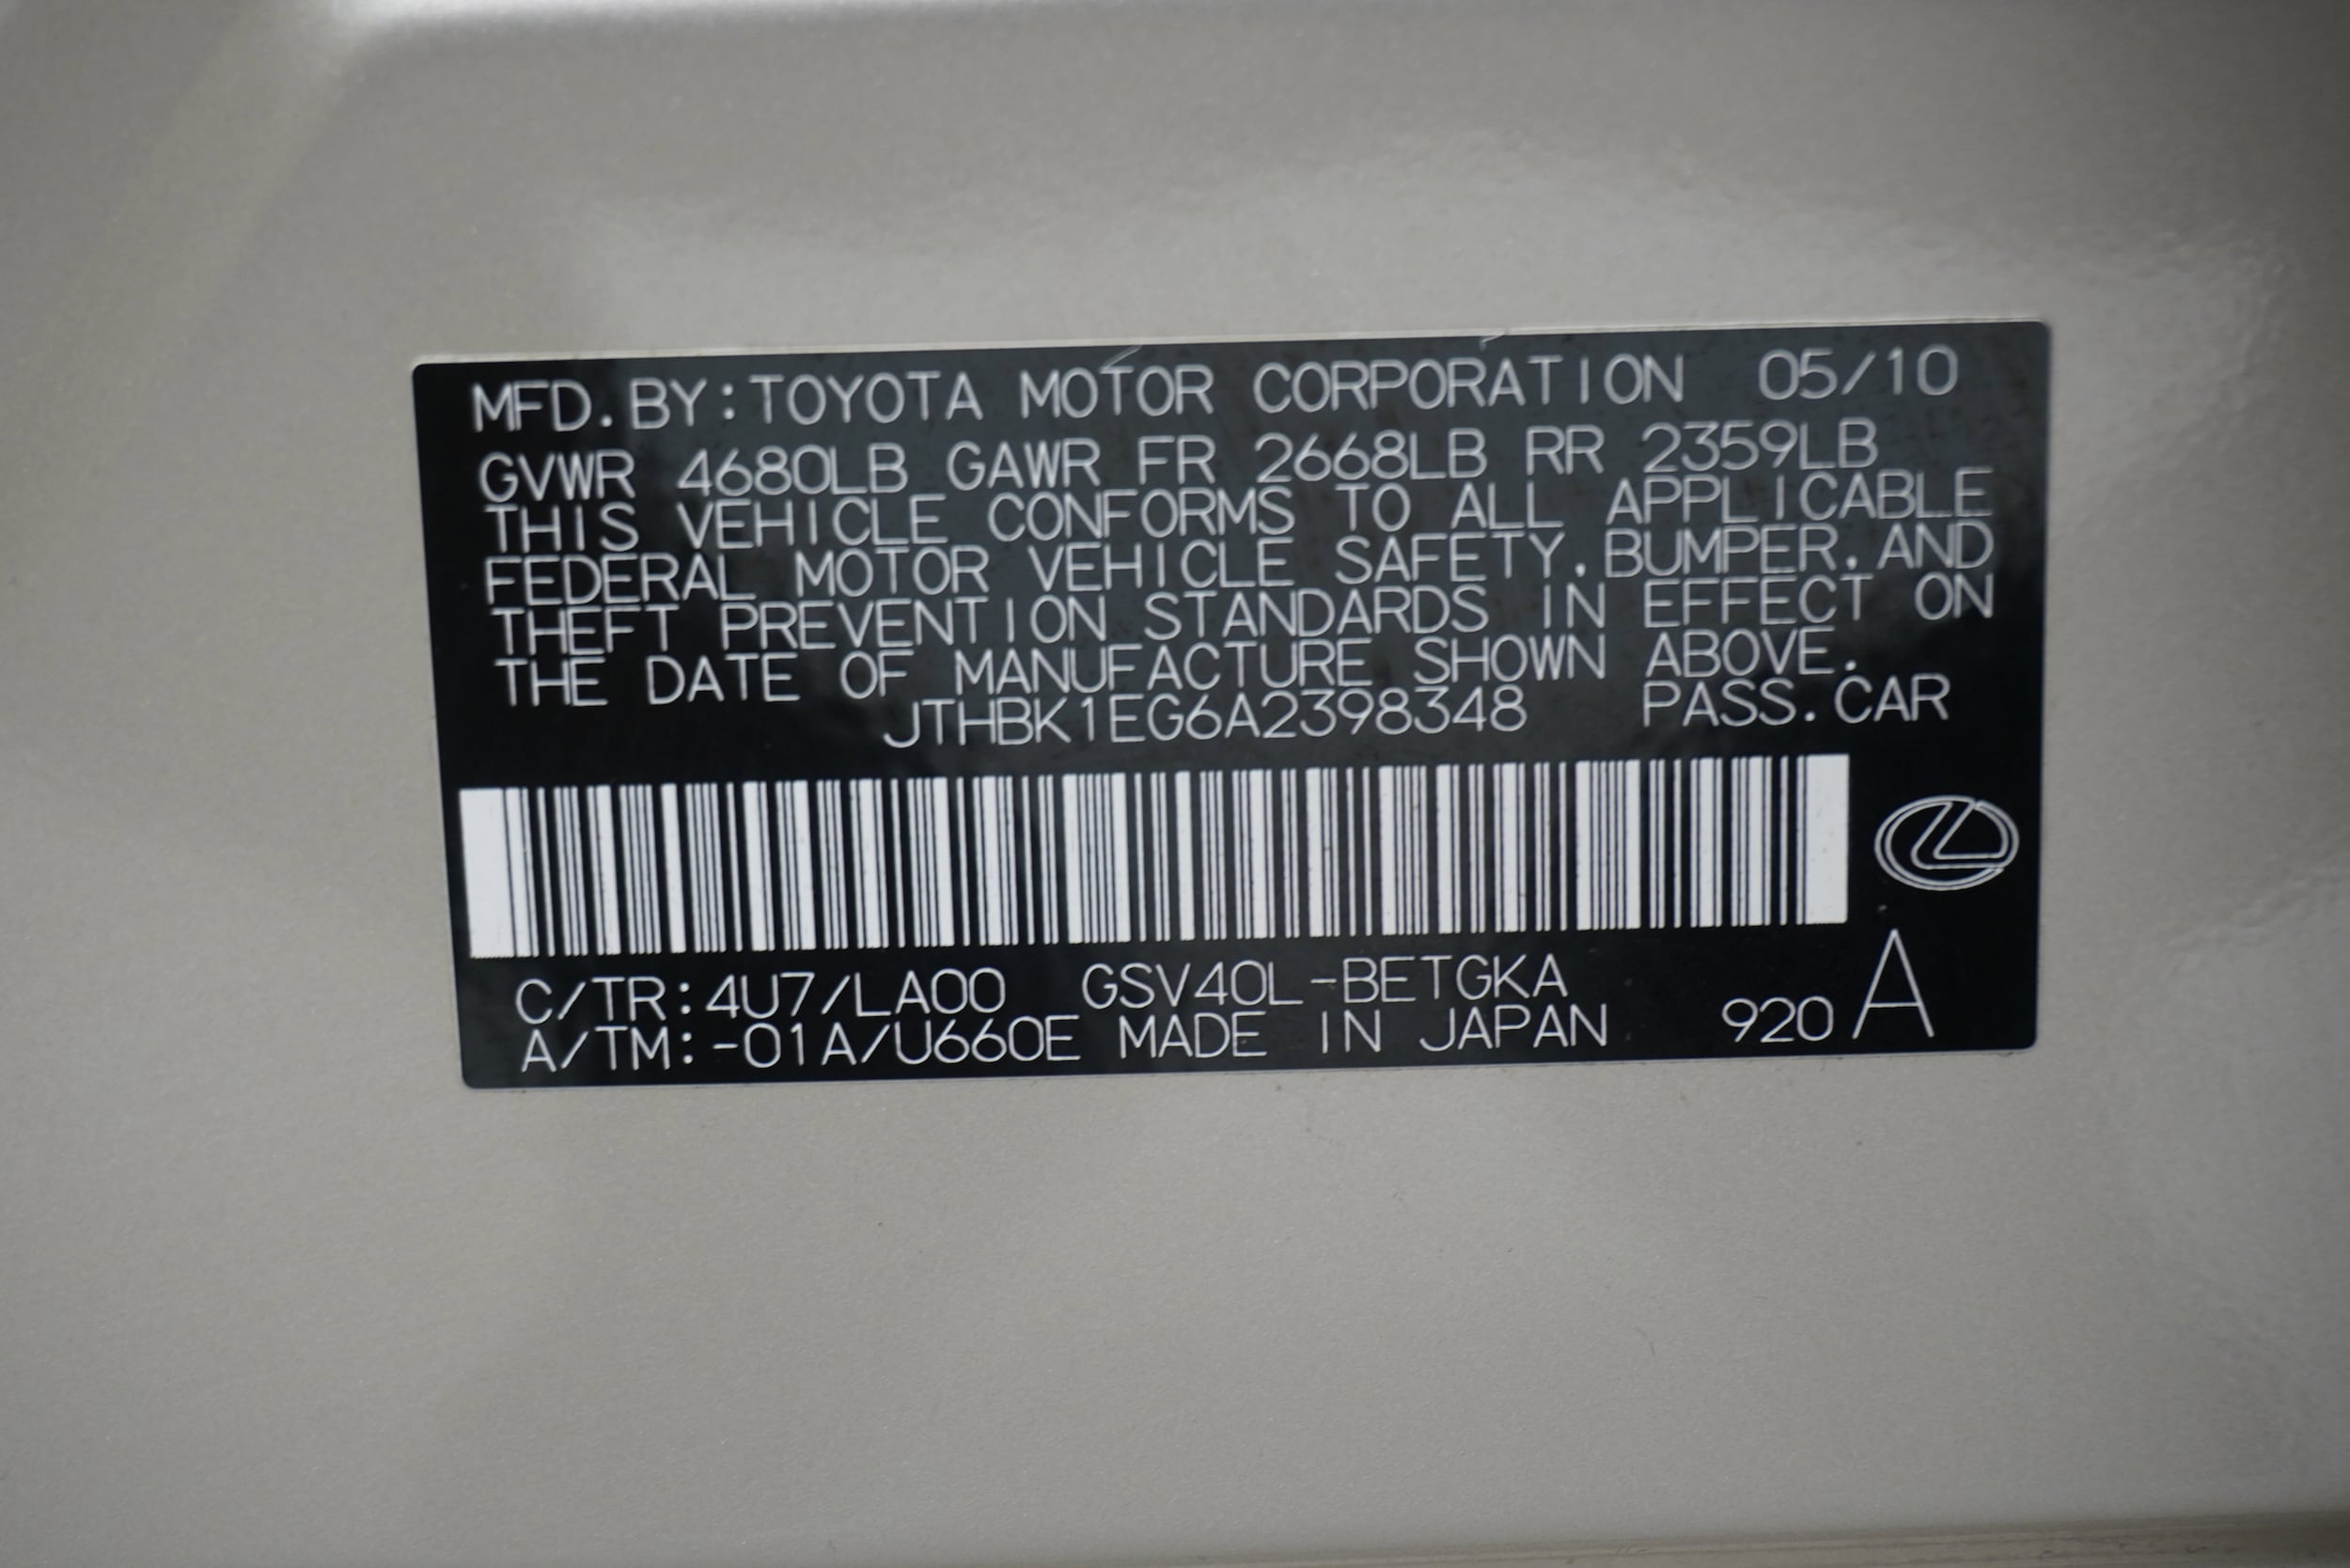 MFD. BY: TOYOTA MOTOR CORPORATION 05/10
GVWR 4680LB GAWR FR 2668LB RR 2359LB
THIS VEHICLE CONFORMS TO ALL APPLICABLE
FEDERAL MOTOR VEHICLE SAFETY. BUMPER. AND
THEFT PREVENTION STANDARDS IN EFFECT ON
THE DATE OF MANUFACTURE SHOWN ABOVE.
JTHBK1EG6A2398348 PASS. CAR
C/TR: 4U7/LA00 GSV40L-BETGKA
A/TM: -01A/U660E MADE IN JAPAN 920 A